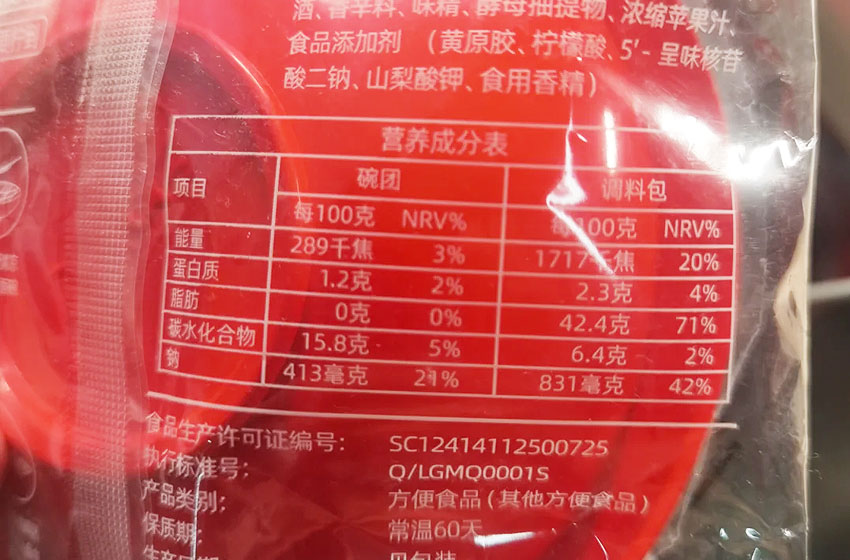 酒、香辛料、味精、酵母抽提物、浓缩苹果汁、
食品添加剂 (黄原胶、柠檬酸、5'-呈味核苷
酸二钠、山梨酸钾、食用香精)
营养成分表
项目 碗团 调料包
每100克 NRV% 每100克 NRV%
能量 289千焦 3% 1717千焦 20%
蛋白质 1.2克 2% 2.3克 4%
脂肪 0克 0% 42.4克 71%
碳水化合物 15.8克 5% 6.4克 2%
钠 413毫克 21% 831毫克 42%
食品生产许可证编号: SC12414112500725
执行标准号: Q/LGMQ0001S
产品类别: 方便食品(其他方便食品)
保质期: 常温60天